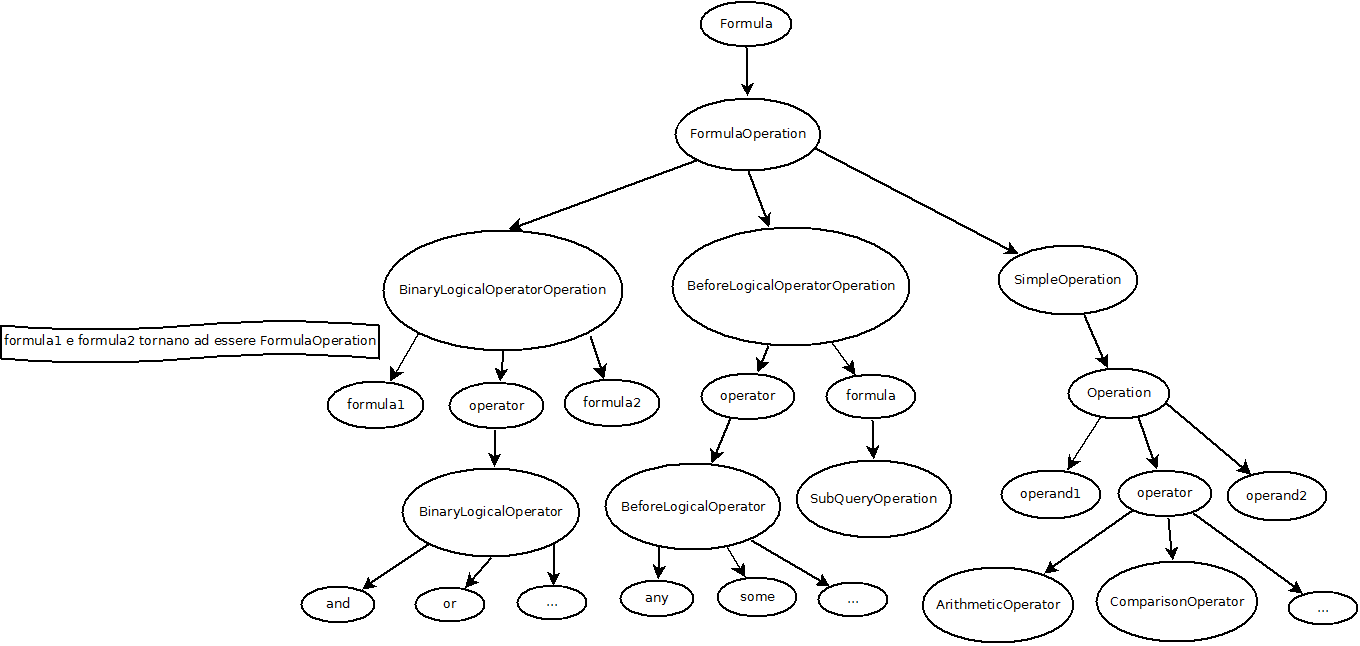 Formula
FormulaOperation
BinaryLogicalOperatorOperation
BeforeLogicalOperatorOperation
SimpleOperation
formula1 e formula2 tornano ad essere FormulaOperation
formula1
operator
formula2
operator
formula
Operation
BinaryLogicalOperator
BeforeLogicalOperator
SubQueryOperation
operand1
operator
operand2
and
or
...
any
some
...
ArithmeticOperator
ComparisonOperator
...